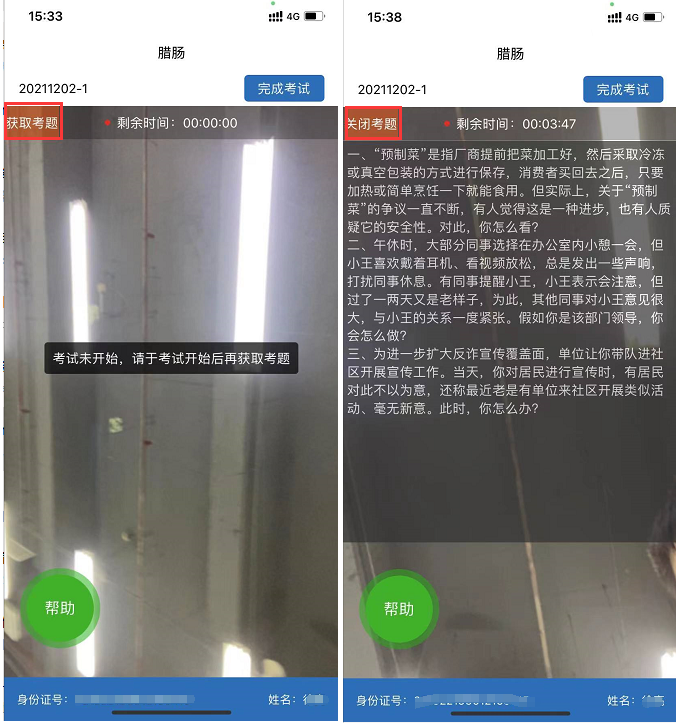 15:33
4G
腊肠
20211202-1
完成考试
获取考题
剩余时间：00:00:00
考试未开始，请于考试开始后再获取考题
帮助
身份证号：
姓名：
15:38
4G
腊肠
20211202-1
完成考试
关闭考题
剩余时间：00:03:47
一、“预制菜”是指厂商提前把菜加工好，然后采取冷冻
或真空包装的方式进行保存，消费者买回去之后，只要
加热或简单烹饪一下就能食用。但实际上，关于“预制
菜”的争议一直不断，有人觉得这是一种进步，也有人质
疑它的安全性。对此，你怎么看？
二、午休时，大部分同事选择在办公室内小憩一会，但
小王喜欢戴着耳机、看视频放松，总是发出一些声响，
打扰同事休息。有同事提醒小王，小王表示会注意，但
过了一两天又是老样子，为此，其他同事对小王意见很
大，与小王的关系一度紧张。假如你是该部门领导，你
会怎么做？
三、为进一步扩大反诈宣传覆盖面，单位让你带队进社
区开展宣传工作。当天，你对居民进行宣传时，有居民
对此不以为意，还称最近老是有单位来社区开展类似活
动、毫无新意。此时，你怎么办？
帮助
身份证号：
姓名：